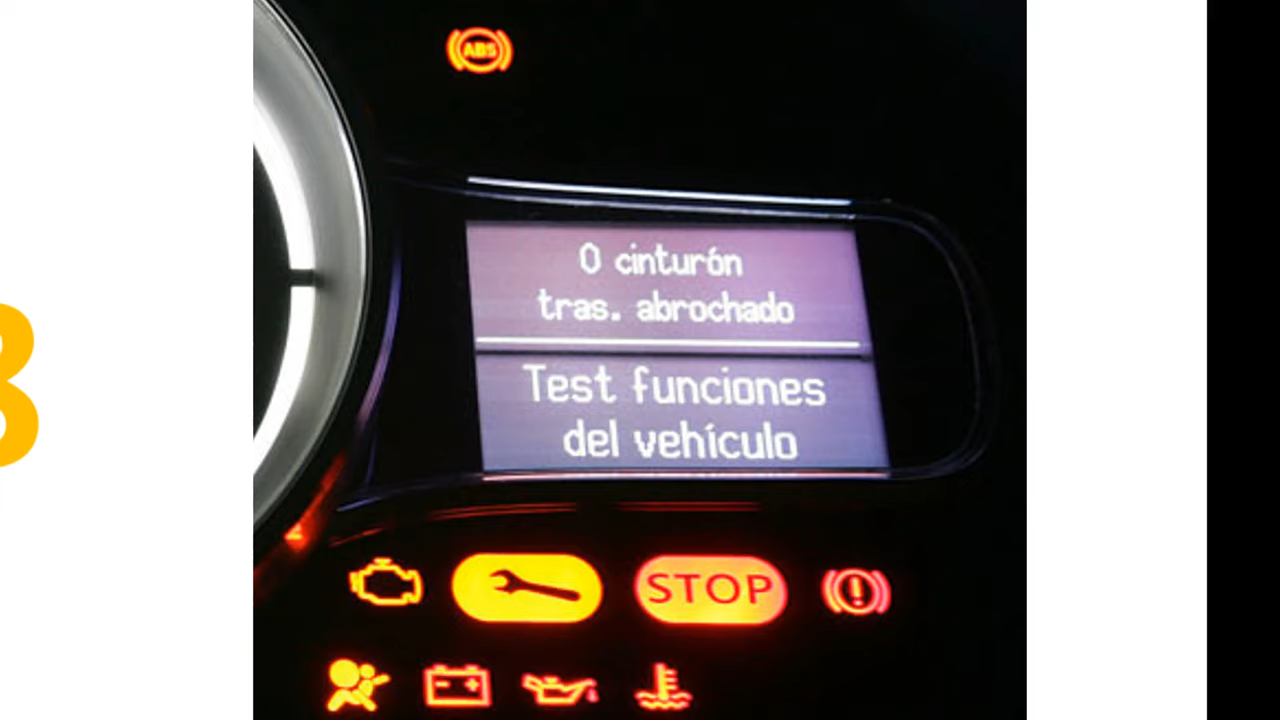 ABS
0 cinturón
tras. abrochado
Test funciones
del vehículo
STOP